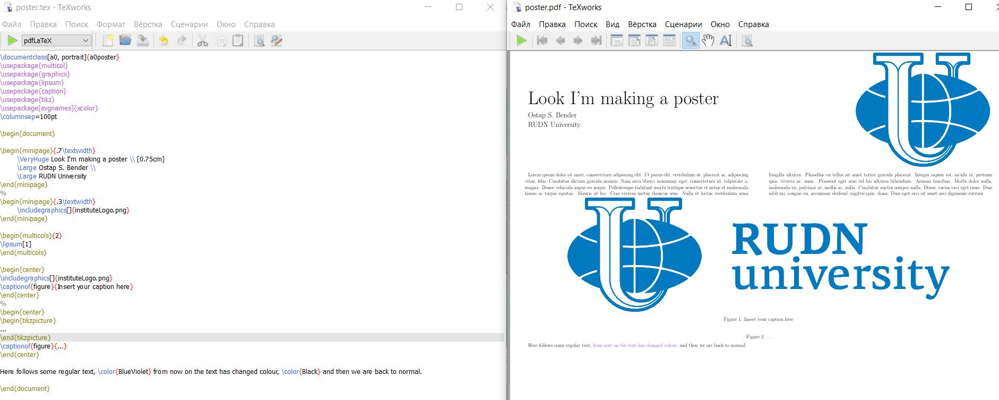 poster.tex - TeXworks
Файл Правка Поиск Формат Вёрстка Сценарии Окно Справка
pdfLaTeX
\documentclass[a0, portrait]{a0poster}
\usepackage{multicol}
\usepackage{graphicx}
\usepackage{lipsum}
\usepackage{caption}
\usepackage{tikz}
\usepackage[svgnames]{xcolor}
\columnsep=100pt
\begin{document}
\begin{minipage}{.7\textwidth}
\VeryHuge Look I'm making a poster \\ [0.75cm]
\Large Ostap S. Bender \\
\Large RUDN University
\end{minipage}
%
\begin{minipage}{.3\textwidth}
\includegraphics[]{instituteLogo.png}
\end{minipage}
\begin{multicols}{2}
\lipsum[1]
\end{multicols}
\begin{center}
\includegraphics[]{instituteLogo.png}
\captionof{figure}{Insert your caption here}
\end{center}
%
\begin{center}
\begin{tikzpicture}
...
\end{tikzpicture}
\captionof{figure}{...}
\end{center}
Here follows some regular text, \color{BlueViolet} from now on the text has changed colour, \color{Black} and then we are back to normal.
\end{document}
poster.pdf - TeXworks
Файл Правка Поиск Вид Вёрстка Сценарии Окно Справка
Look I'm making a poster
Ostap S. Bender
RUDN University
Lorem ipsum dolor sit amet, consectetuer adipiscing elit. Ut purus elit, vestibulum ut, placerat ac, adipiscing
vitae, felis. Curabitur dictum gravida mauris. Nam arcu libero, nonummy eget, consectetuer id, vulputate a,
magna. Donec vehicula augue eu neque. Pellentesque habitant morbi tristique senectus et netus et malesuada
fames ac turpis egestas. Mauris ut leo. Cras viverra metus rhoncus sem. Nulla et lectus vestibulum urna
fringilla ultrices. Phasellus eu tellus sit amet tortor gravida placerat. Integer sapien est, iaculis in, pretium
quis, viverra ac, nunc. Praesent eget sem vel leo ultrices bibendum. Aenean faucibus. Morbi dolor nulla,
malesuada eu, pulvinar at, mollis ac, nulla. Curabitur auctor semper nulla. Donec varius orci eget risus. Duis
nibh mi, congue eu, accumsan eleifend, sagittis quis, diam. Duis eget orci sit amet orci dignissim rutrum.
RUDN
university
Figure 1: Insert your caption here
Figure 2: ...
Here follows some regular text, from now on the text has changed colour, and then we are back to normal.